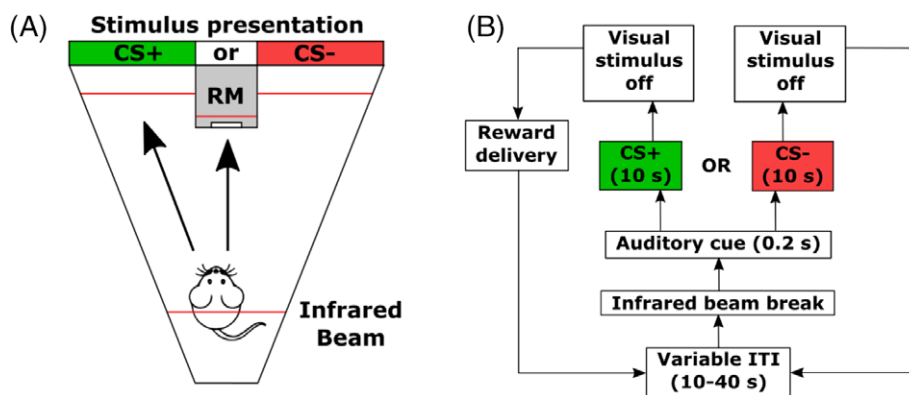 (A)
Stimulus presentation
CS+ or CS-
RM
Infrared
Beam
(B)
Visual
stimulus
off
Visual
stimulus
off
Reward
delivery
CS+
(10 s)
OR
CS-
(10 s)
Auditory cue (0.2 s)
Infrared beam break
Variable ITI
(10-40 s)